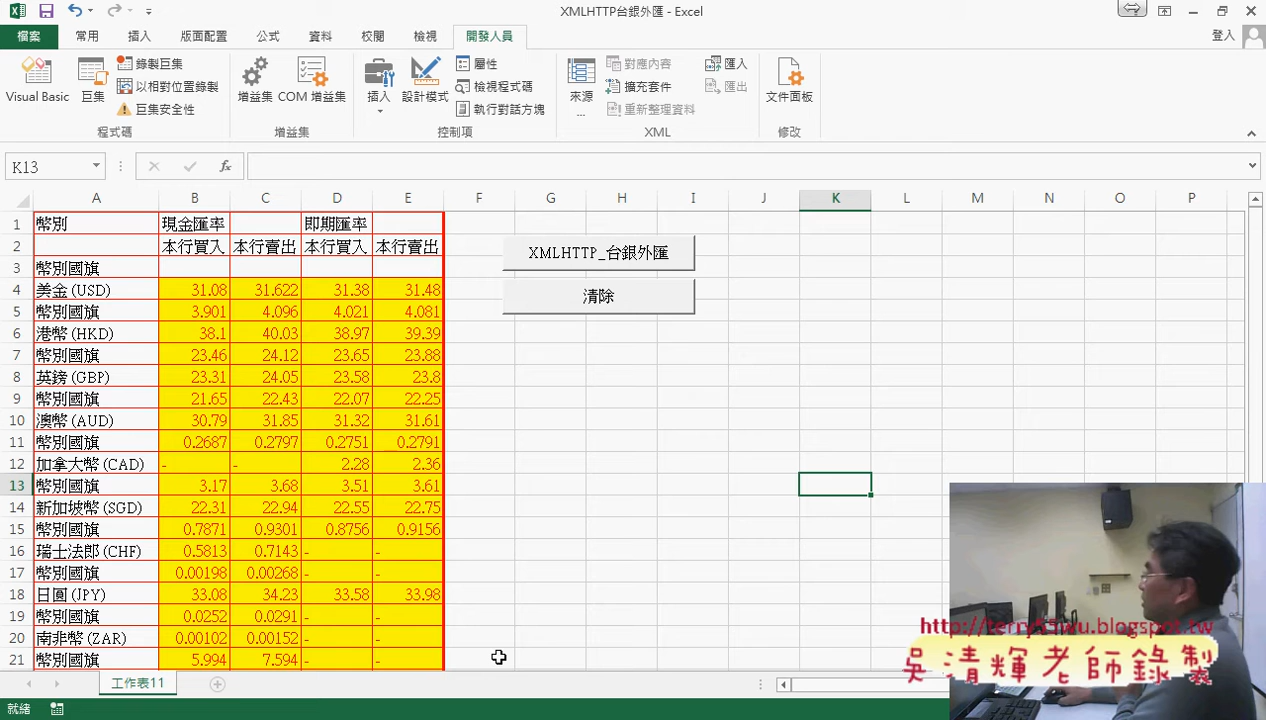 XMLHTTP台銀外匯 - Excel
檔案 常用 插入 版面配置 公式 資料 校閱 檢視 開發人員 登入
Visual Basic 巨集 錄製巨集 以相對位置錄製 巨集安全性 增益集 COM 增益集 插入 設計模式 屬性 檢視程式碼 執行對話方塊 來源 ... 對應內容 擴充套件 重新整理資料 匯入 匯出 文件面板
程式碼 增益集 控制項 XML 修改
K13 fx
A B C D E F G H I J K L M N O P
1 幣別 現金匯率 即期匯率
2 本行買入 本行賣出 本行買入 本行賣出
3 幣別國旗
4 美金 (USD) 31.08 31.622 31.38 31.48
5 幣別國旗 3.901 4.096 4.021 4.081
6 港幣 (HKD) 38.1 40.03 38.97 39.39
7 幣別國旗 23.46 24.12 23.65 23.88
8 英鎊 (GBP) 23.31 24.05 23.58 23.8
9 幣別國旗 21.65 22.43 22.07 22.25
10 澳幣 (AUD) 30.79 31.85 31.32 31.61
11 幣別國旗 0.2687 0.2797 0.2751 0.2791
12 加拿大幣 (CAD) - - 2.28 2.36
13 幣別國旗 3.17 3.68 3.51 3.61
14 新加坡幣 (SGD) 22.31 22.94 22.55 22.75
15 幣別國旗 0.7871 0.9301 0.8756 0.9156
16 瑞士法郎 (CHF) 0.5813 0.7143 - -
17 幣別國旗 0.00198 0.00268 - -
18 日圓 (JPY) 33.08 34.23 33.58 33.98
19 幣別國旗 0.0252 0.0291 - -
20 南非幣 (ZAR) 0.00102 0.00152 - -
21 幣別國旗 5.994 7.594 - -
XMLHTTP_台銀外匯
清除
http://terry55wu.blogspot.tw
吳清輝老師錄製
工作表11
就緒